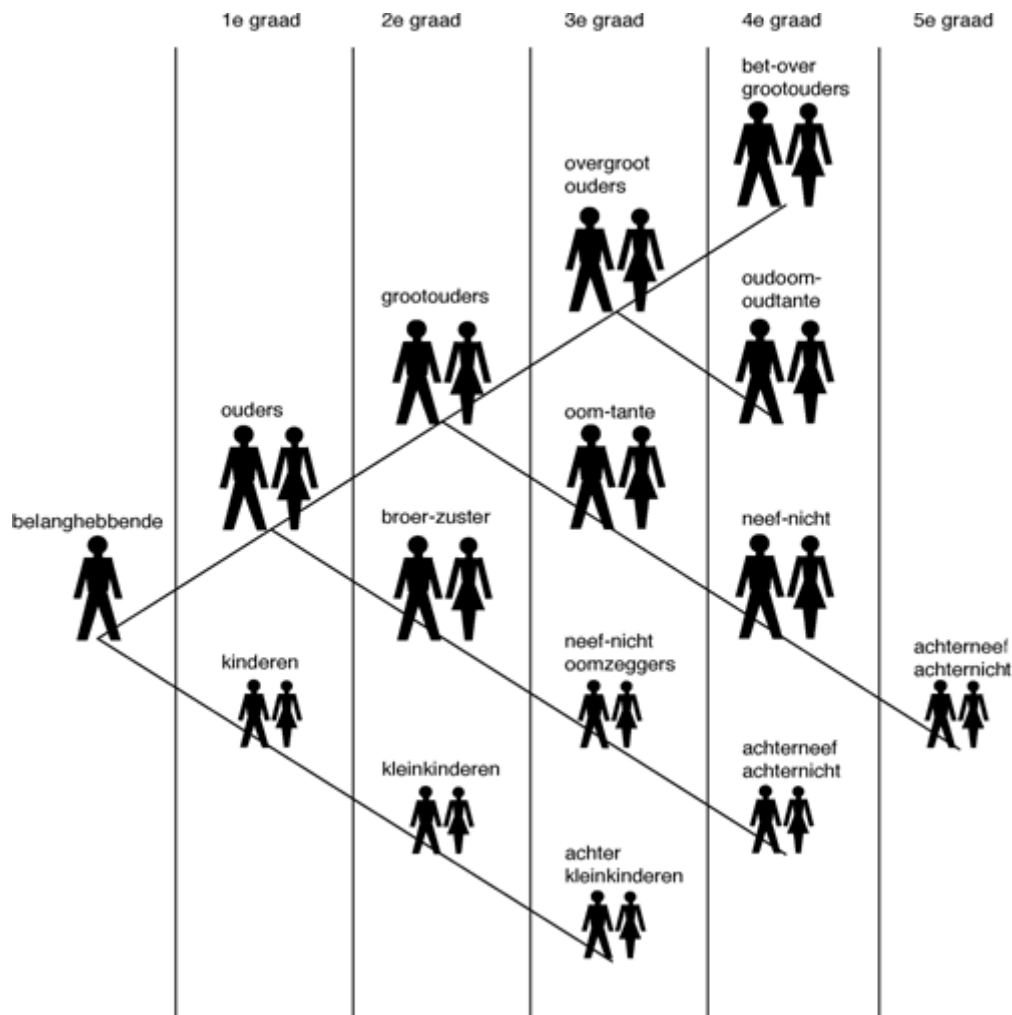 1e graad
2e graad
3e graad
4e graad
5e graad
bet-over
grootouders
overgroot
ouders
oudoom-
oudtante
grootouders
ouders
oom-tante
belanghebbende
broer-zuster
neef-nicht
kinderen
neef-nicht
oomzeggers
achterneef
achternicht
kleinkinderen
achterneef
achternicht
achter
kleinkinderen